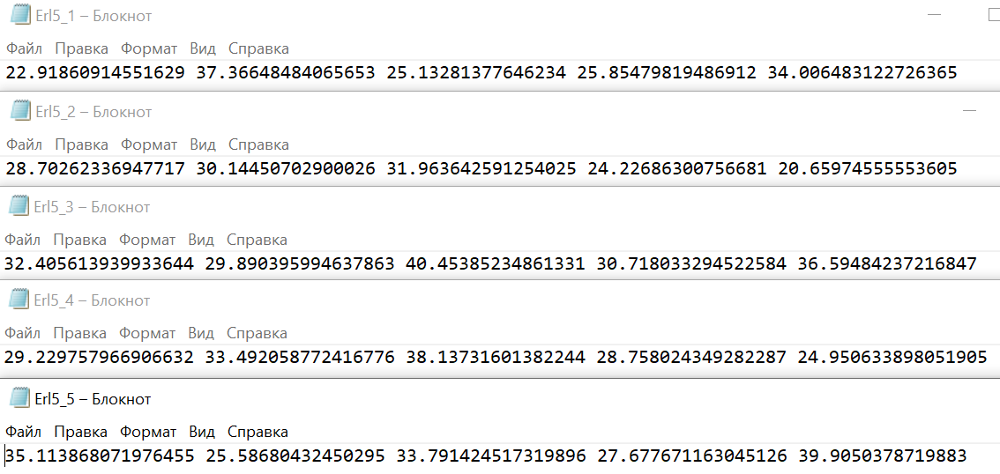 Erl5_1 – Блокнот
Файл Правка Формат Вид Справка
22.91860914551629 37.36648484065653 25.13281377646234 25.85479819486912 34.006483122726365
Erl5_2 – Блокнот
Файл Правка Формат Вид Справка
28.70262336947717 30.14450702900026 31.963642591254025 24.22686300756681 20.65974555553605
Erl5_3 – Блокнот
Файл Правка Формат Вид Справка
32.405613939933644 29.890395994637863 40.45385234861331 30.718033294522584 36.59484237216847
Erl5_4 – Блокнот
Файл Правка Формат Вид Справка
29.229757966906632 33.492058772416776 38.13731601382244 28.758024349282287 24.950633898051905
Erl5_5 – Блокнот
Файл Правка Формат Вид Справка
35.113868071976455 25.58680432450295 33.791424517319896 27.677671163045126 39.9050378719883